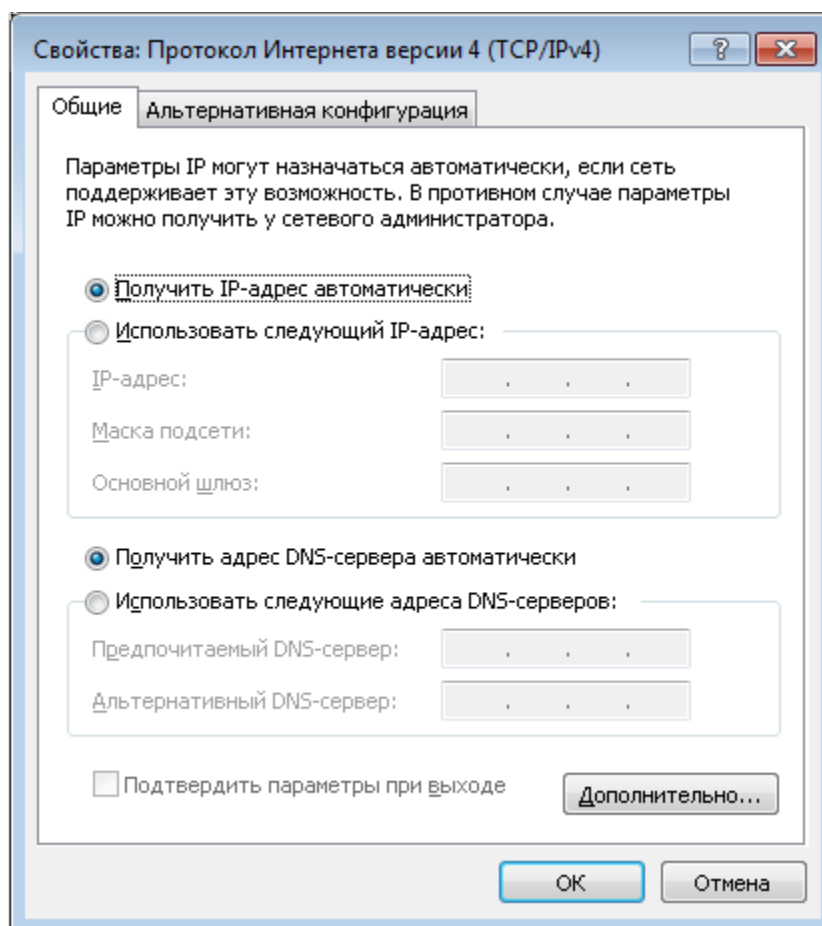 Свойства: Протокол Интернета версии 4 (TCP/IPv4)
Общие
Альтернативная конфигурация
Параметры IP могут назначаться автоматически, если сеть
поддерживает эту возможность. В противном случае параметры
IP можно получить у сетевого администратора.
Получить IP-адрес автоматически
Использовать следующий IP-адрес:
IP-адрес:
Маска подсети:
Основной шлюз:
Получить адрес DNS-сервера автоматически
Использовать следующие адреса DNS-серверов:
Предпочитаемый DNS-сервер:
Альтернативный DNS-сервер:
Подтвердить параметры при выходе
Дополнительно...
ОК
Отмена